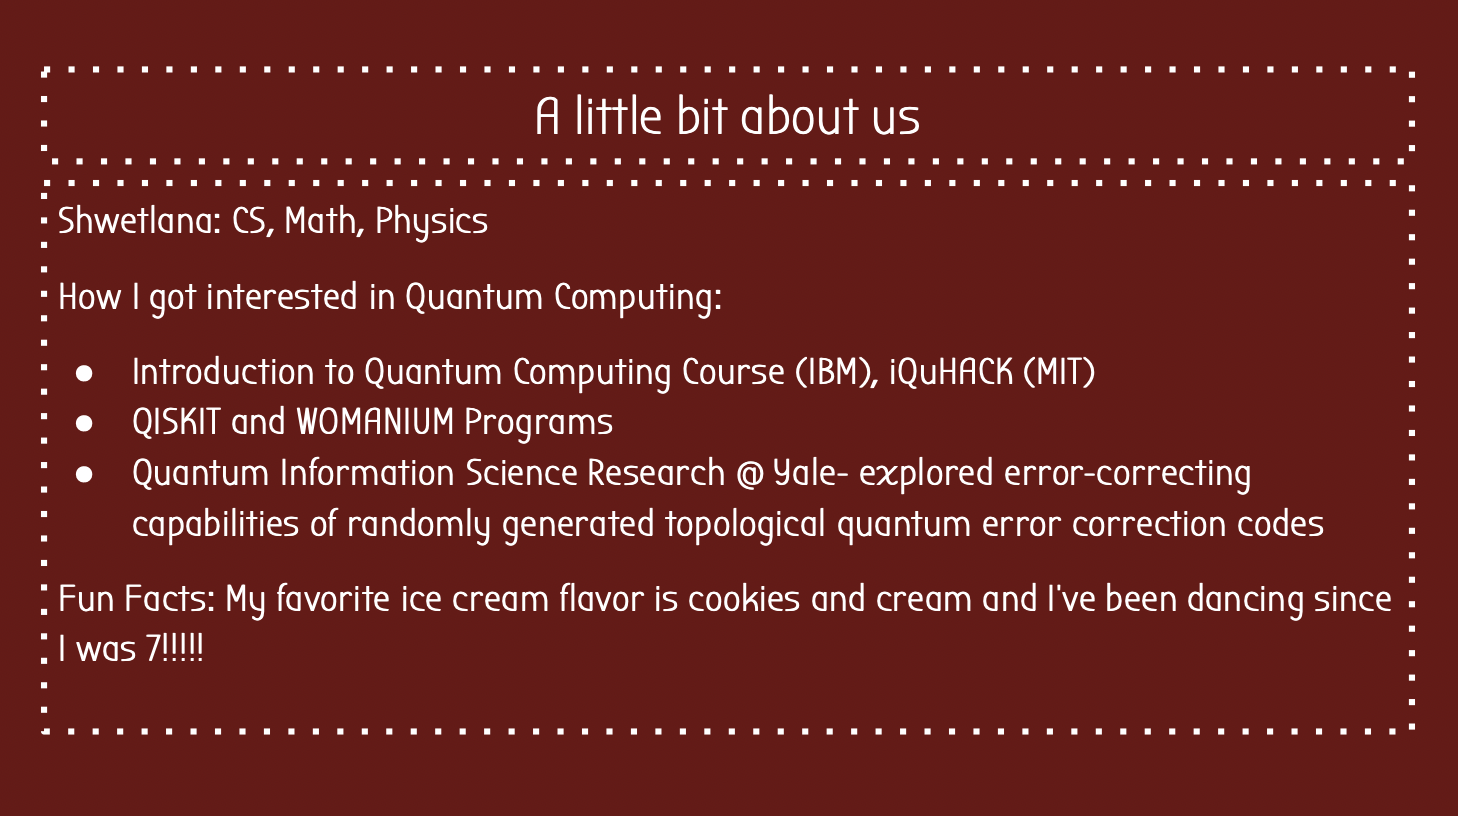 A little bit about us
Shwetlana: CS, Math, Physics
How I got interested in Quantum Computing:
● Introduction to Quantum Computing Course (IBM), iQuHACK (MIT)
● QISKIT and WOMANIUM Programs
● Quantum Information Science Research @ Yale- explored error-correcting
capabilities of randomly generated topological quantum error correction codes
Fun Facts: My favorite ice cream flavor is cookies and cream and I've been dancing since
I was 7!!!!!